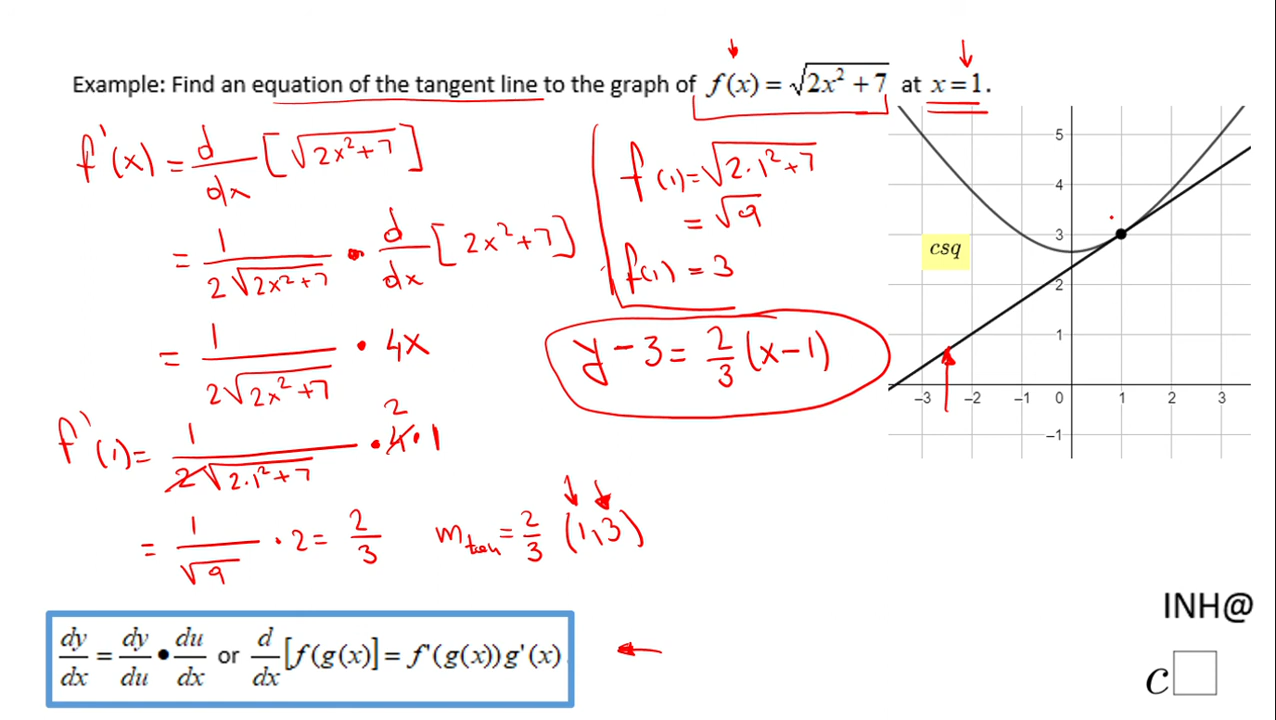 Example: Find an equation of the tangent line to the graph of f(x) = √(2x² + 7) at x = 1.
f'(x) = d/dx [√(2x²+7)]
= 1/(2√(2x²+7)) • d/dx [2x²+7]
= 1/(2√(2x²+7)) • 4x
f'(1) = 1/(2√(2·1²+7)) • 4·1
2
= 1/√9 · 2 = 2/3
m_tan = 2/3 (1,3)
f(1) = √(2·1²+7)
= √9
f(1) = 3
y − 3 = 2/3 (x−1)
csq
5
4
3
2
1
−3 −2 −1 0 1 2 3
−1
dy/dx = dy/du • du/dx or d/dx [f(g(x)] = f'(g(x))g'(x)
INH@
c□